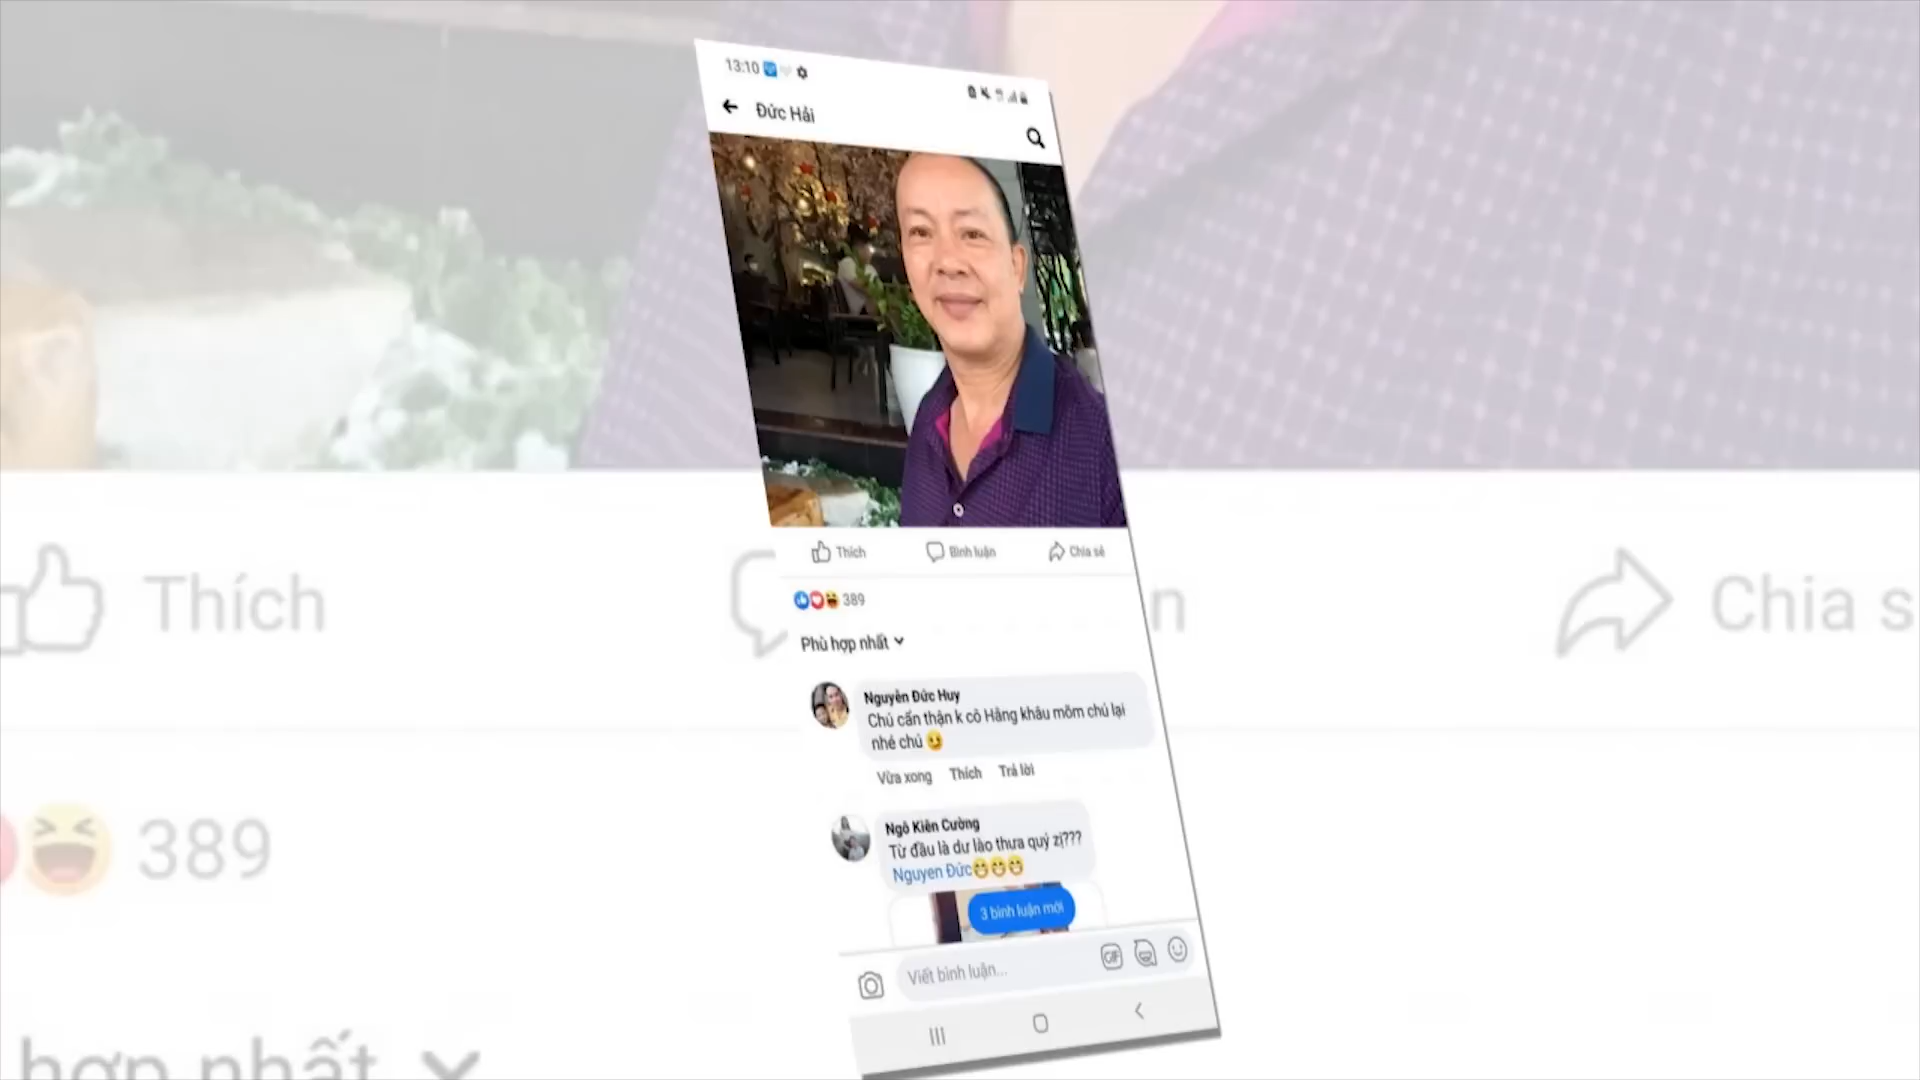 13:10
Đức Hải
Thích
Bình luận
Chia sẻ
389
Phù hợp nhất
Nguyễn Đức Huy
Chú cẩn thận k cô Hằng khâu mõm chú lại
nhé chú
Vừa xong Thích Trả lời
Ngô Kiên Cường
Từ đầu là dư lào thưa quý zị???
Nguyen Đức
3 bình luận mới
Viết bình luận...
GIF
Thích
Chia s
389
hợp nhất